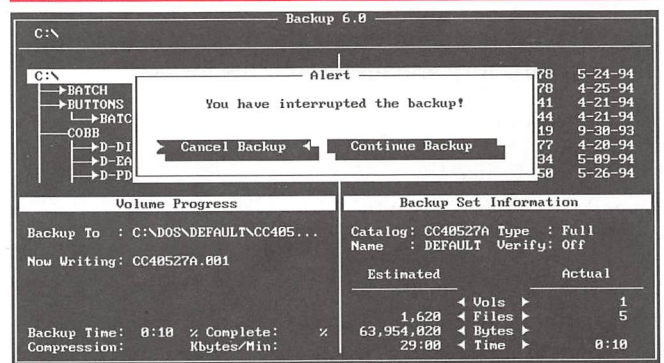 Backup 6.0
C:\
C:\
BATCH
BUTTONS
BATC
COBB
D-DI
D-EA
D-PD
Alert
You have interrupted the backup!
Cancel Backup
Continue Backup
78 5-24-94
78 4-25-94
41 4-21-94
44 4-21-94
19 9-30-93
77 4-20-94
34 5-09-94
50 5-26-94
Volume Progress
Backup To : C:\DOS\DEFAULT\CC405...
Now Writing: CC40527A.001
Backup Time: 0:10 % Complete: %
Compression: Kbytes/Min:
Backup Set Information
Catalog: CC40527A Type : Full
Name : DEFAULT Verify: Off
Estimated Actual
Vols 1
1,620 Files 5
63,954,020 Bytes
29:00 Time 0:10